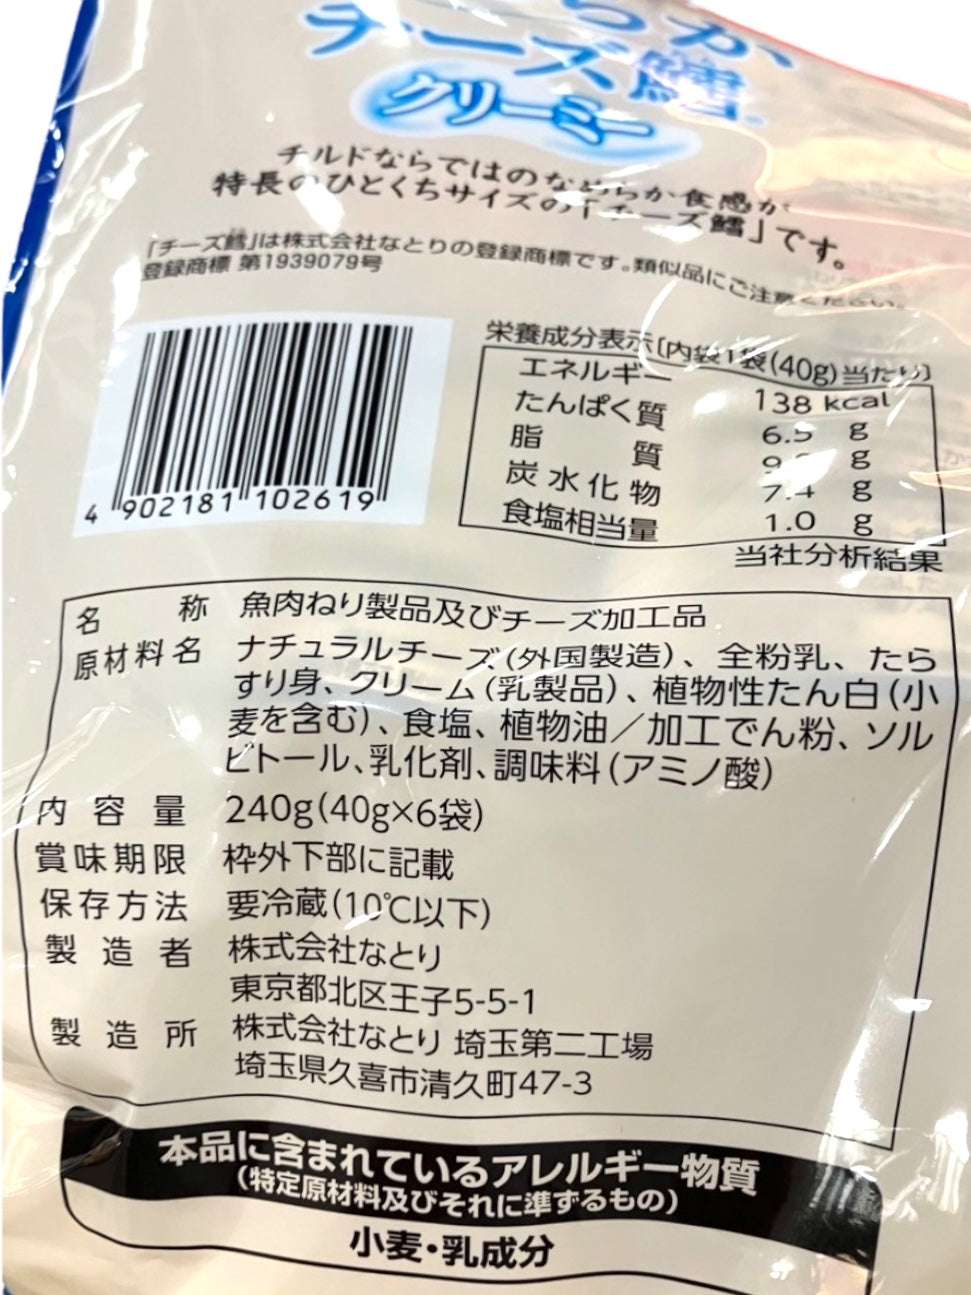 チーズ鱈®
クリーミー
チルドならではのなめらか食感が
特長のひとくちサイズの「チーズ鱈」です。
「チーズ鱈」は株式会社なとりの登録商標です。類似品にご注意ください。
登録商標 第1939079号
4 902181 102619
栄養成分表示〔内袋1袋(40g)当たり〕
エネルギー 138 kcal
たんぱく質 6.5 g
脂質 g
炭水化物 7.4 g
食塩相当量 1.0 g
当社分析結果
名称 魚肉ねり製品及びチーズ加工品
原材料名 ナチュラルチーズ(外国製造)、全粉乳、たら
すり身、クリーム(乳製品)、植物性たん白(小
麦を含む)、食塩、植物油／加工でん粉、ソル
ビトール、乳化剤、調味料(アミノ酸)
内容量 240g(40g×6袋)
賞味期限 枠外下部に記載
保存方法 要冷蔵(10℃以下)
製造者 株式会社なとり
東京都北区王子5-5-1
製造所 株式会社なとり 埼玉第二工場
埼玉県久喜市清久町47-3
本品に含まれているアレルギー物質
(特定原材料及びそれに準ずるもの)
小麦・乳成分